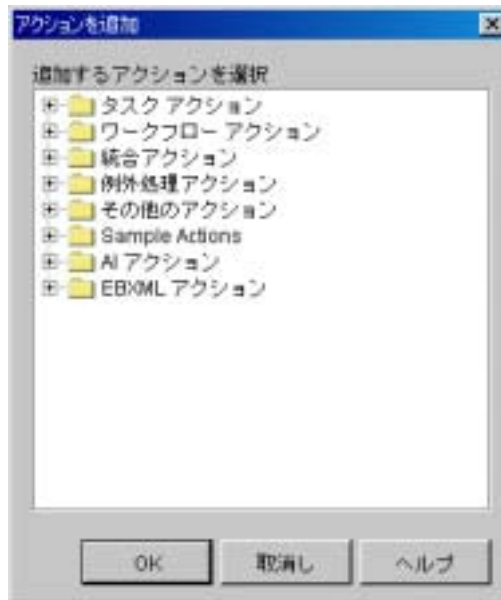 アクションを追加
追加するアクションを選択
タスク アクション
ワークフロー アクション
統合アクション
例外処理アクション
その他のアクション
Sample Actions
AI アクション
EBXML アクション
OK
取消し
ヘルプ